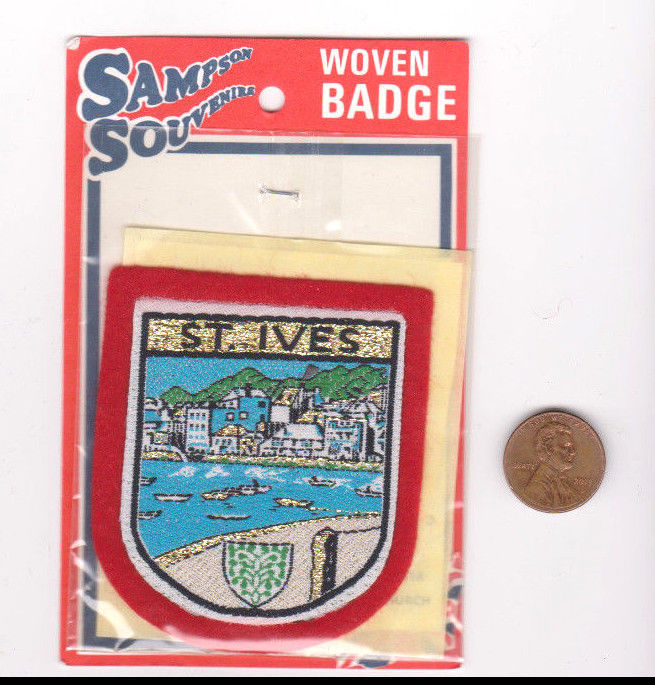 SAMPSON
SOUVENIRS
WOVEN
BADGE
ST. IVES